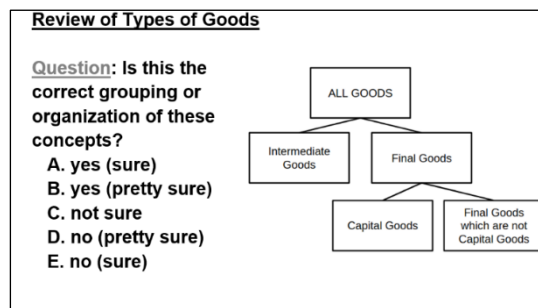 Review of Types of Goods
Question: Is this the
correct grouping or
organization of these
concepts?
A. yes (sure)
B. yes (pretty sure)
C. not sure
D. no (pretty sure)
E. no (sure)
ALL GOODS
Intermediate
Goods
Final Goods
Capital Goods
Final Goods
which are not
Capital Goods